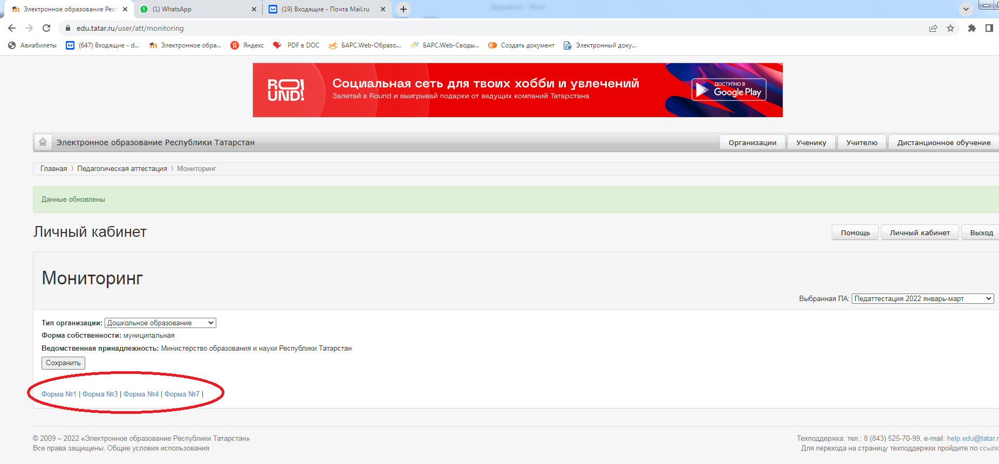 Электронное образование Респ
(1) WhatsApp
(19) Входящие - Почта Mail.ru
edu.tatar.ru/user/att/monitoring
Авиабилеты
(647) Входящие - d...
Электронное обра...
Яндекс
PDF в DOC
БАРС.Web-Образо...
БАРС.Web-Своды...
Создать документ
Электронный доку...
ROUND!
Социальная сеть для твоих хобби и увлечений
Залетай в Round и выигрывай подарки от ведущих компаний Татарстана
ДОСТУПНО В
Google Play
Электронное образование Республики Татарстан
Организации
Ученику
Учителю
Дистанционное обучение
Главная 〉 Педагогическая аттестация 〉 Мониторинг
Данные обновлены
Личный кабинет
Помощь
Личный кабинет
Выход
Мониторинг
Выбранная ПА: Педаттестация 2022 январь-март
Тип организации: Дошкольное образование
Форма собственности: муниципальная
Ведомственная принадлежность: Министерство образования и науки Республики Татарстан
Сохранить
Форма №1 | Форма №3 | Форма №4 | Форма №7 |
© 2009 – 2022 «Электронное образование Республики Татарстан»
Все права защищены. Общие условия использования
Техподдержка: тел.: 8 (843) 525-70-99, e-mail: help.edu@tatar.r
Для перехода на страницу техподдержки пройдите по ссылк